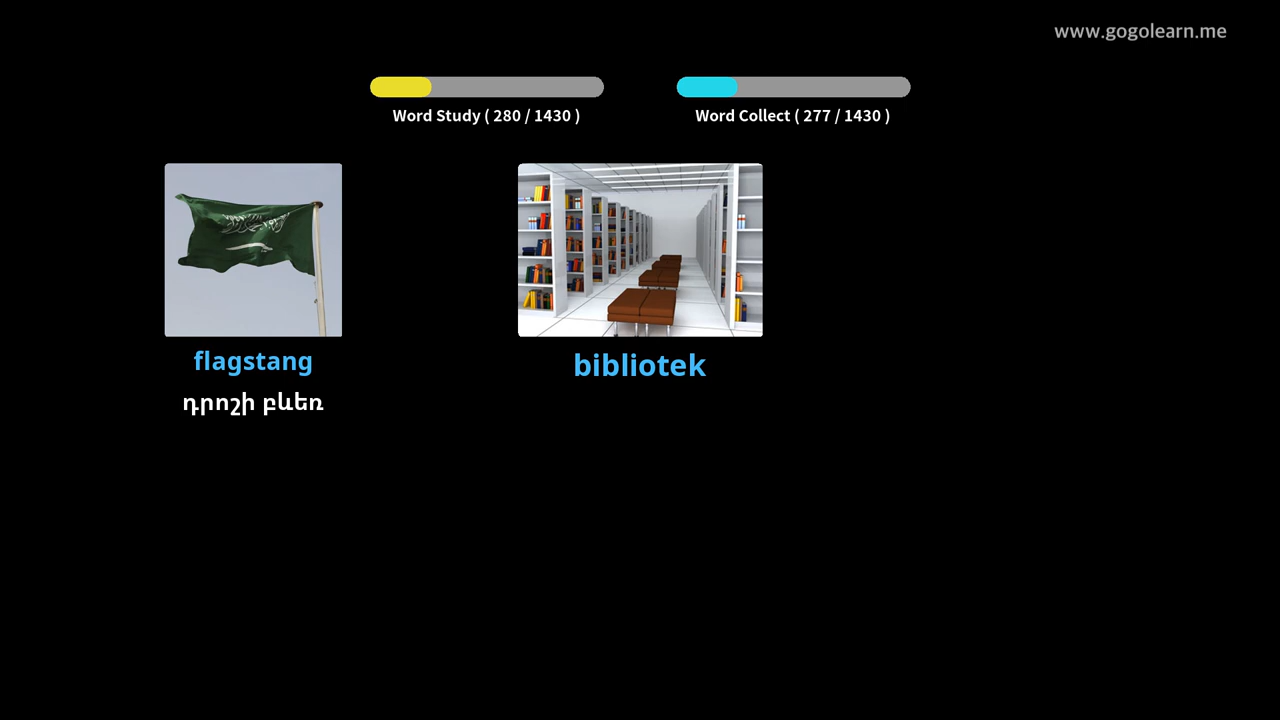 www.gogolearn.me
Word Study ( 280 / 1430 )
Word Collect ( 277 / 1430 )
flagstang
bibliotek
դրոշի բևեռ